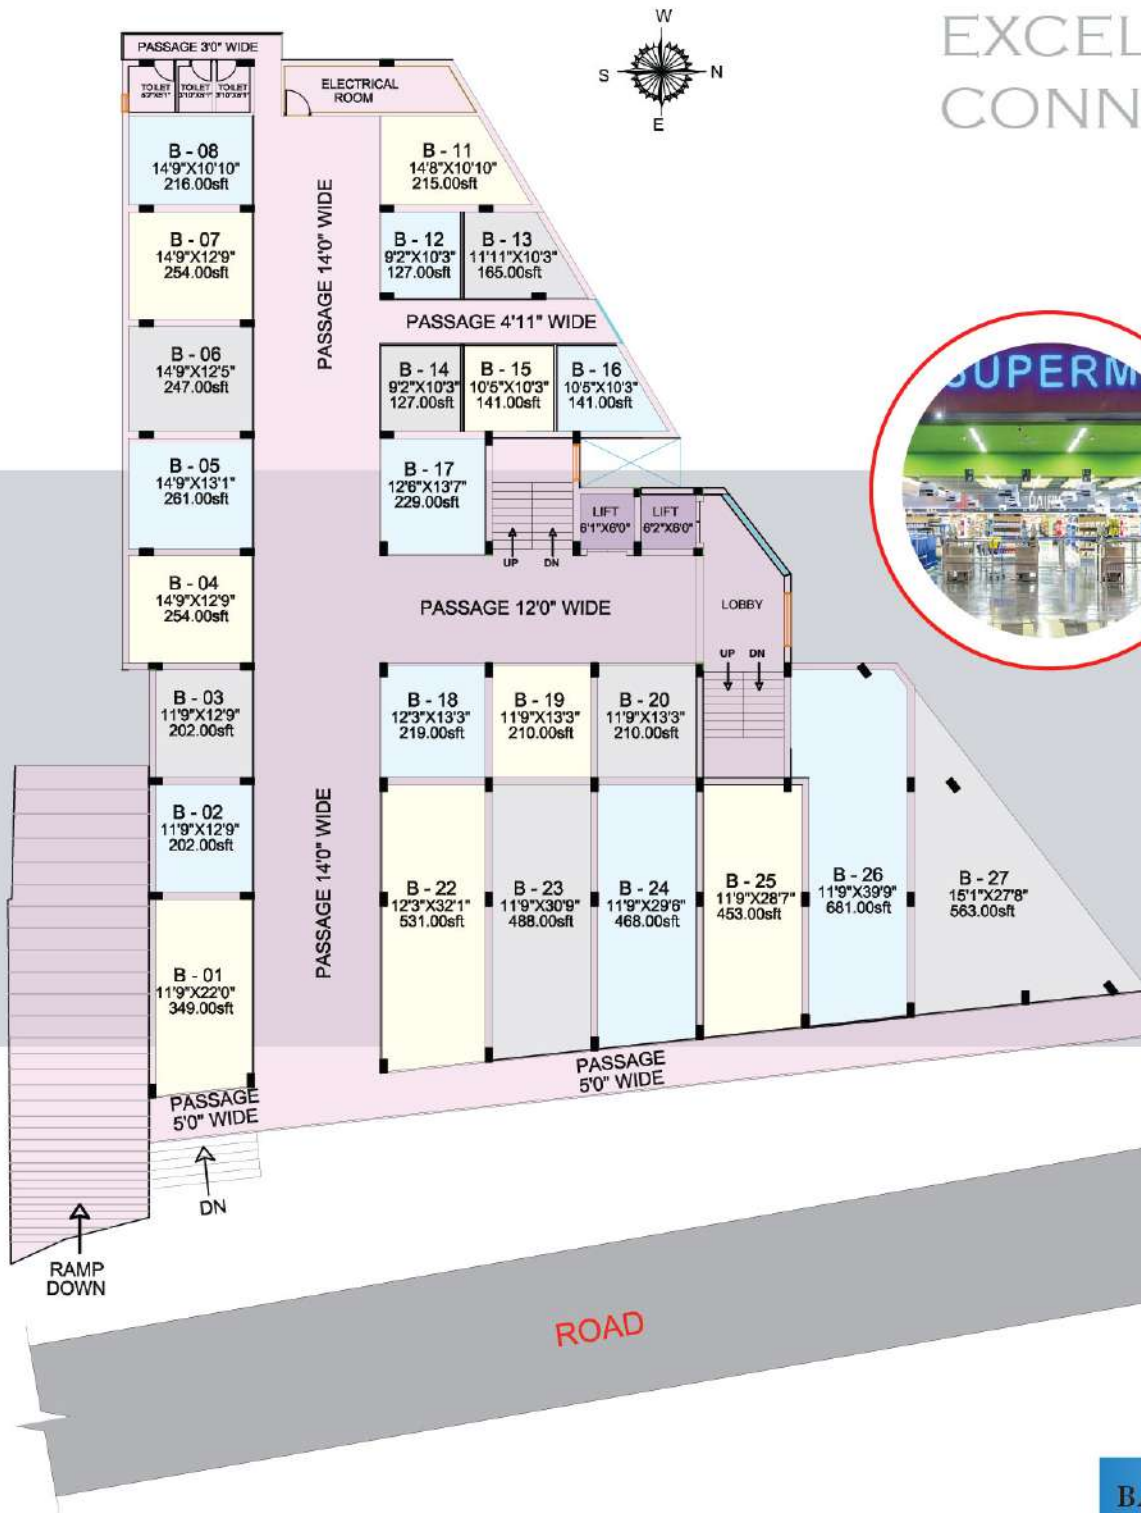 EXCEL
CONN
W
S
N
E
PASSAGE 3'0" WIDE
TOILET
TOILET
TOILET
ELECTRICAL
ROOM
B - 08
14'9"X10'10"
216.00sft
B - 11
14'8"X10'10"
215.00sft
B - 07
14'9"X12'9"
254.00sft
PASSAGE 14'0" WIDE
B - 12
9'2"X10'3"
127.00sft
B - 13
11'11"X10'3"
165.00sft
PASSAGE 4'11" WIDE
B - 06
14'9"X12'5"
247.00sft
B - 14
9'2"X10'3"
127.00sft
B - 15
10'5"X10'3"
141.00sft
B - 16
10'5"X10'3"
141.00sft
SUPERM
B - 05
14'9"X13'1"
261.00sft
B - 17
12'6"X13'7"
229.00sft
UP
DN
LIFT
6'1"X6'0"
LIFT
6'2"X6'0"
B - 04
14'9"X12'9"
254.00sft
PASSAGE 12'0" WIDE
LOBBY
UP
DN
B - 03
11'9"X12'9"
202.00sft
B - 18
12'3"X13'3"
219.00sft
B - 19
11'9"X13'3"
210.00sft
B - 20
11'9"X13'3"
210.00sft
B - 02
11'9"X12'9"
202.00sft
PASSAGE 14'0" WIDE
B - 22
12'3"X32'1"
531.00sft
B - 23
11'9"X30'9"
488.00sft
B - 24
11'9"X29'6"
468.00sft
B - 25
11'9"X28'7"
453.00sft
B - 26
11'9"X39'9"
681.00sft
B - 27
15'1"X27'8"
563.00sft
B - 01
11'9"X22'0"
349.00sft
PASSAGE
5'0" WIDE
PASSAGE
5'0" WIDE
DN
RAMP
DOWN
ROAD
BA